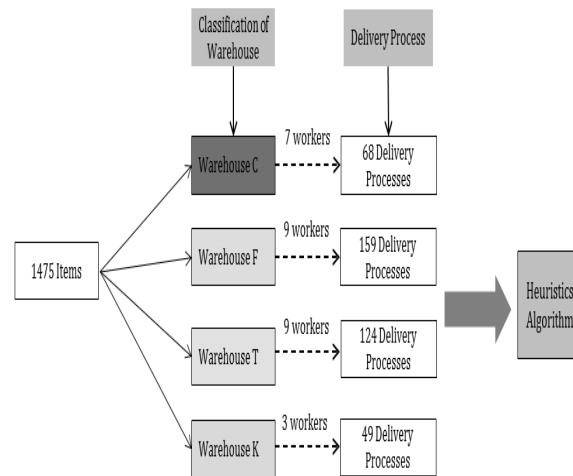 Classification of
Warehouse
Delivery Process
7 workers
Warehouse C
68 Delivery
Processes
9 workers
Warehouse F
159 Delivery
Processes
1475 Items
Heuristics
Algorithm
9 workers
Warehouse T
124 Delivery
Processes
3 workers
Warehouse K
49 Delivery
Processes